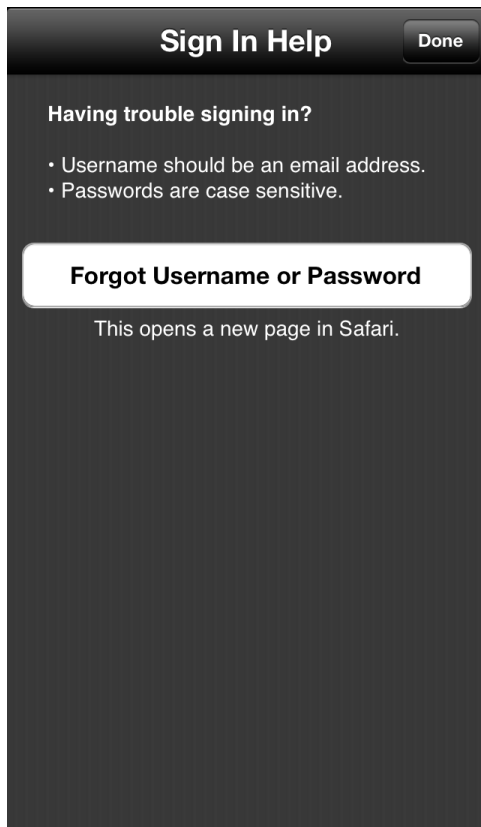 Sign In Help
Done
Having trouble signing in?
• Username should be an email address.
• Passwords are case sensitive.
Forgot Username or Password
This opens a new page in Safari.